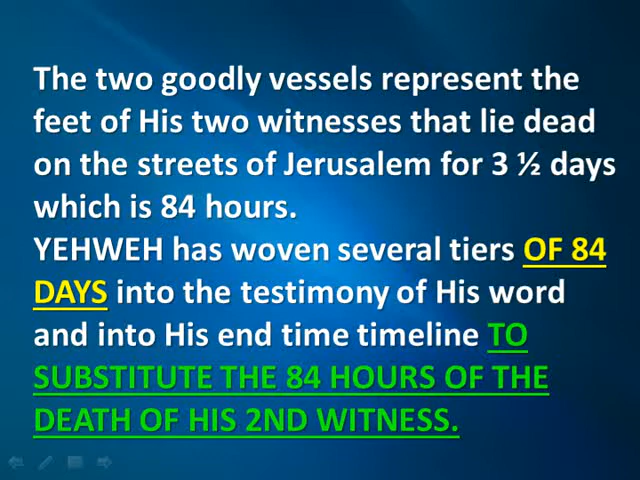 The two goodly vessels represent the
feet of His two witnesses that lie dead
on the streets of Jerusalem for 3 ½ days
which is 84 hours.
YEHWEH has woven several tiers OF 84
DAYS into the testimony of His word
and into His end time timeline TO
SUBSTITUTE THE 84 HOURS OF THE
DEATH OF HIS 2ND WITNESS.